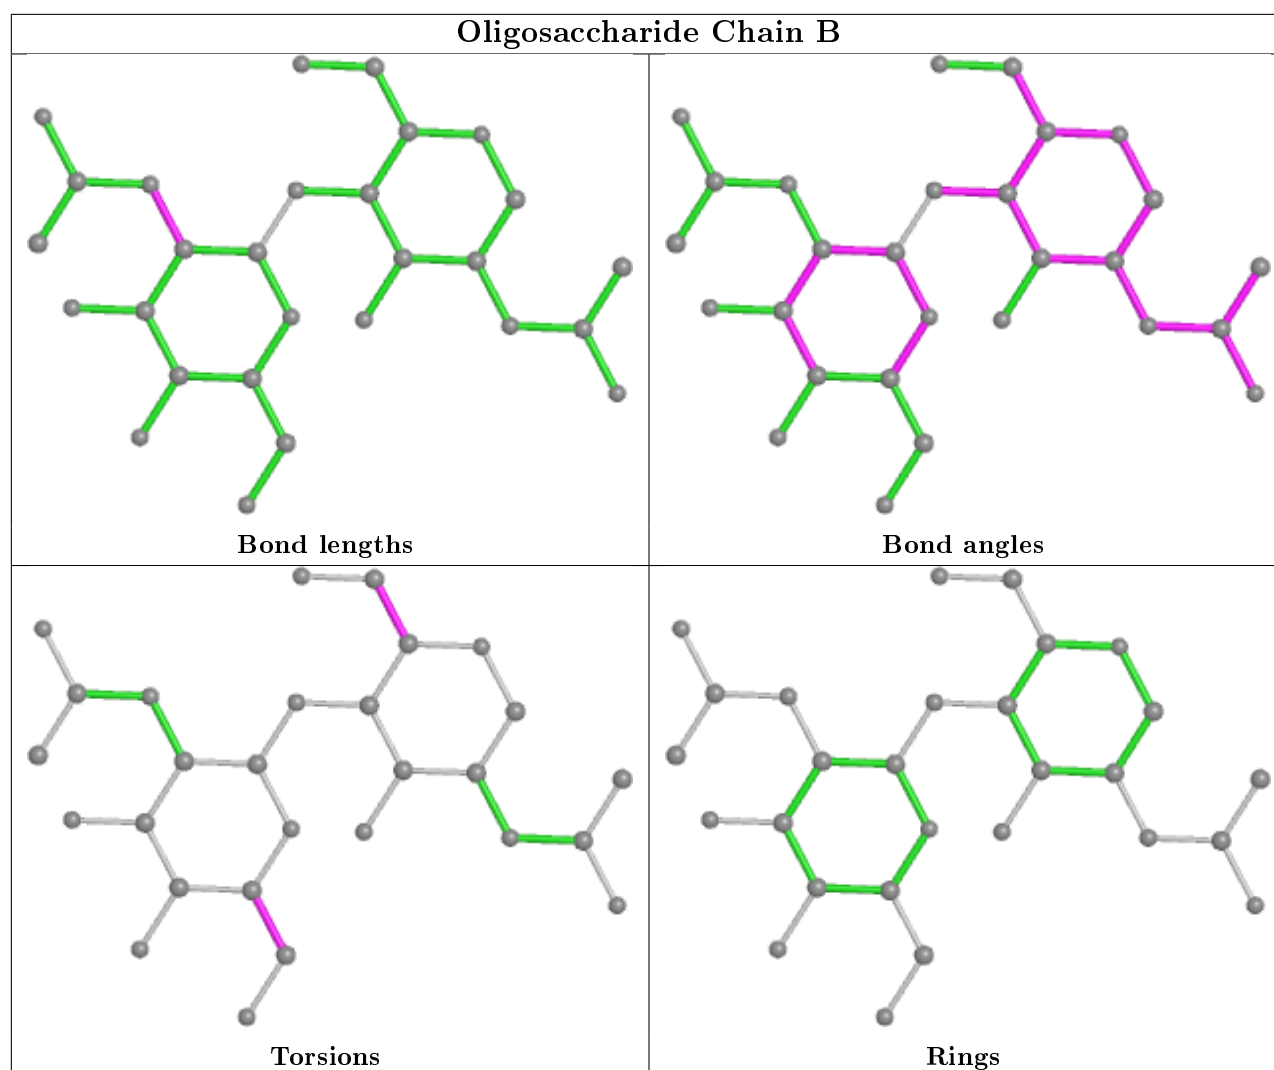 Oligosaccharide Chain B
Bond lengths
Bond angles
Torsions
Rings